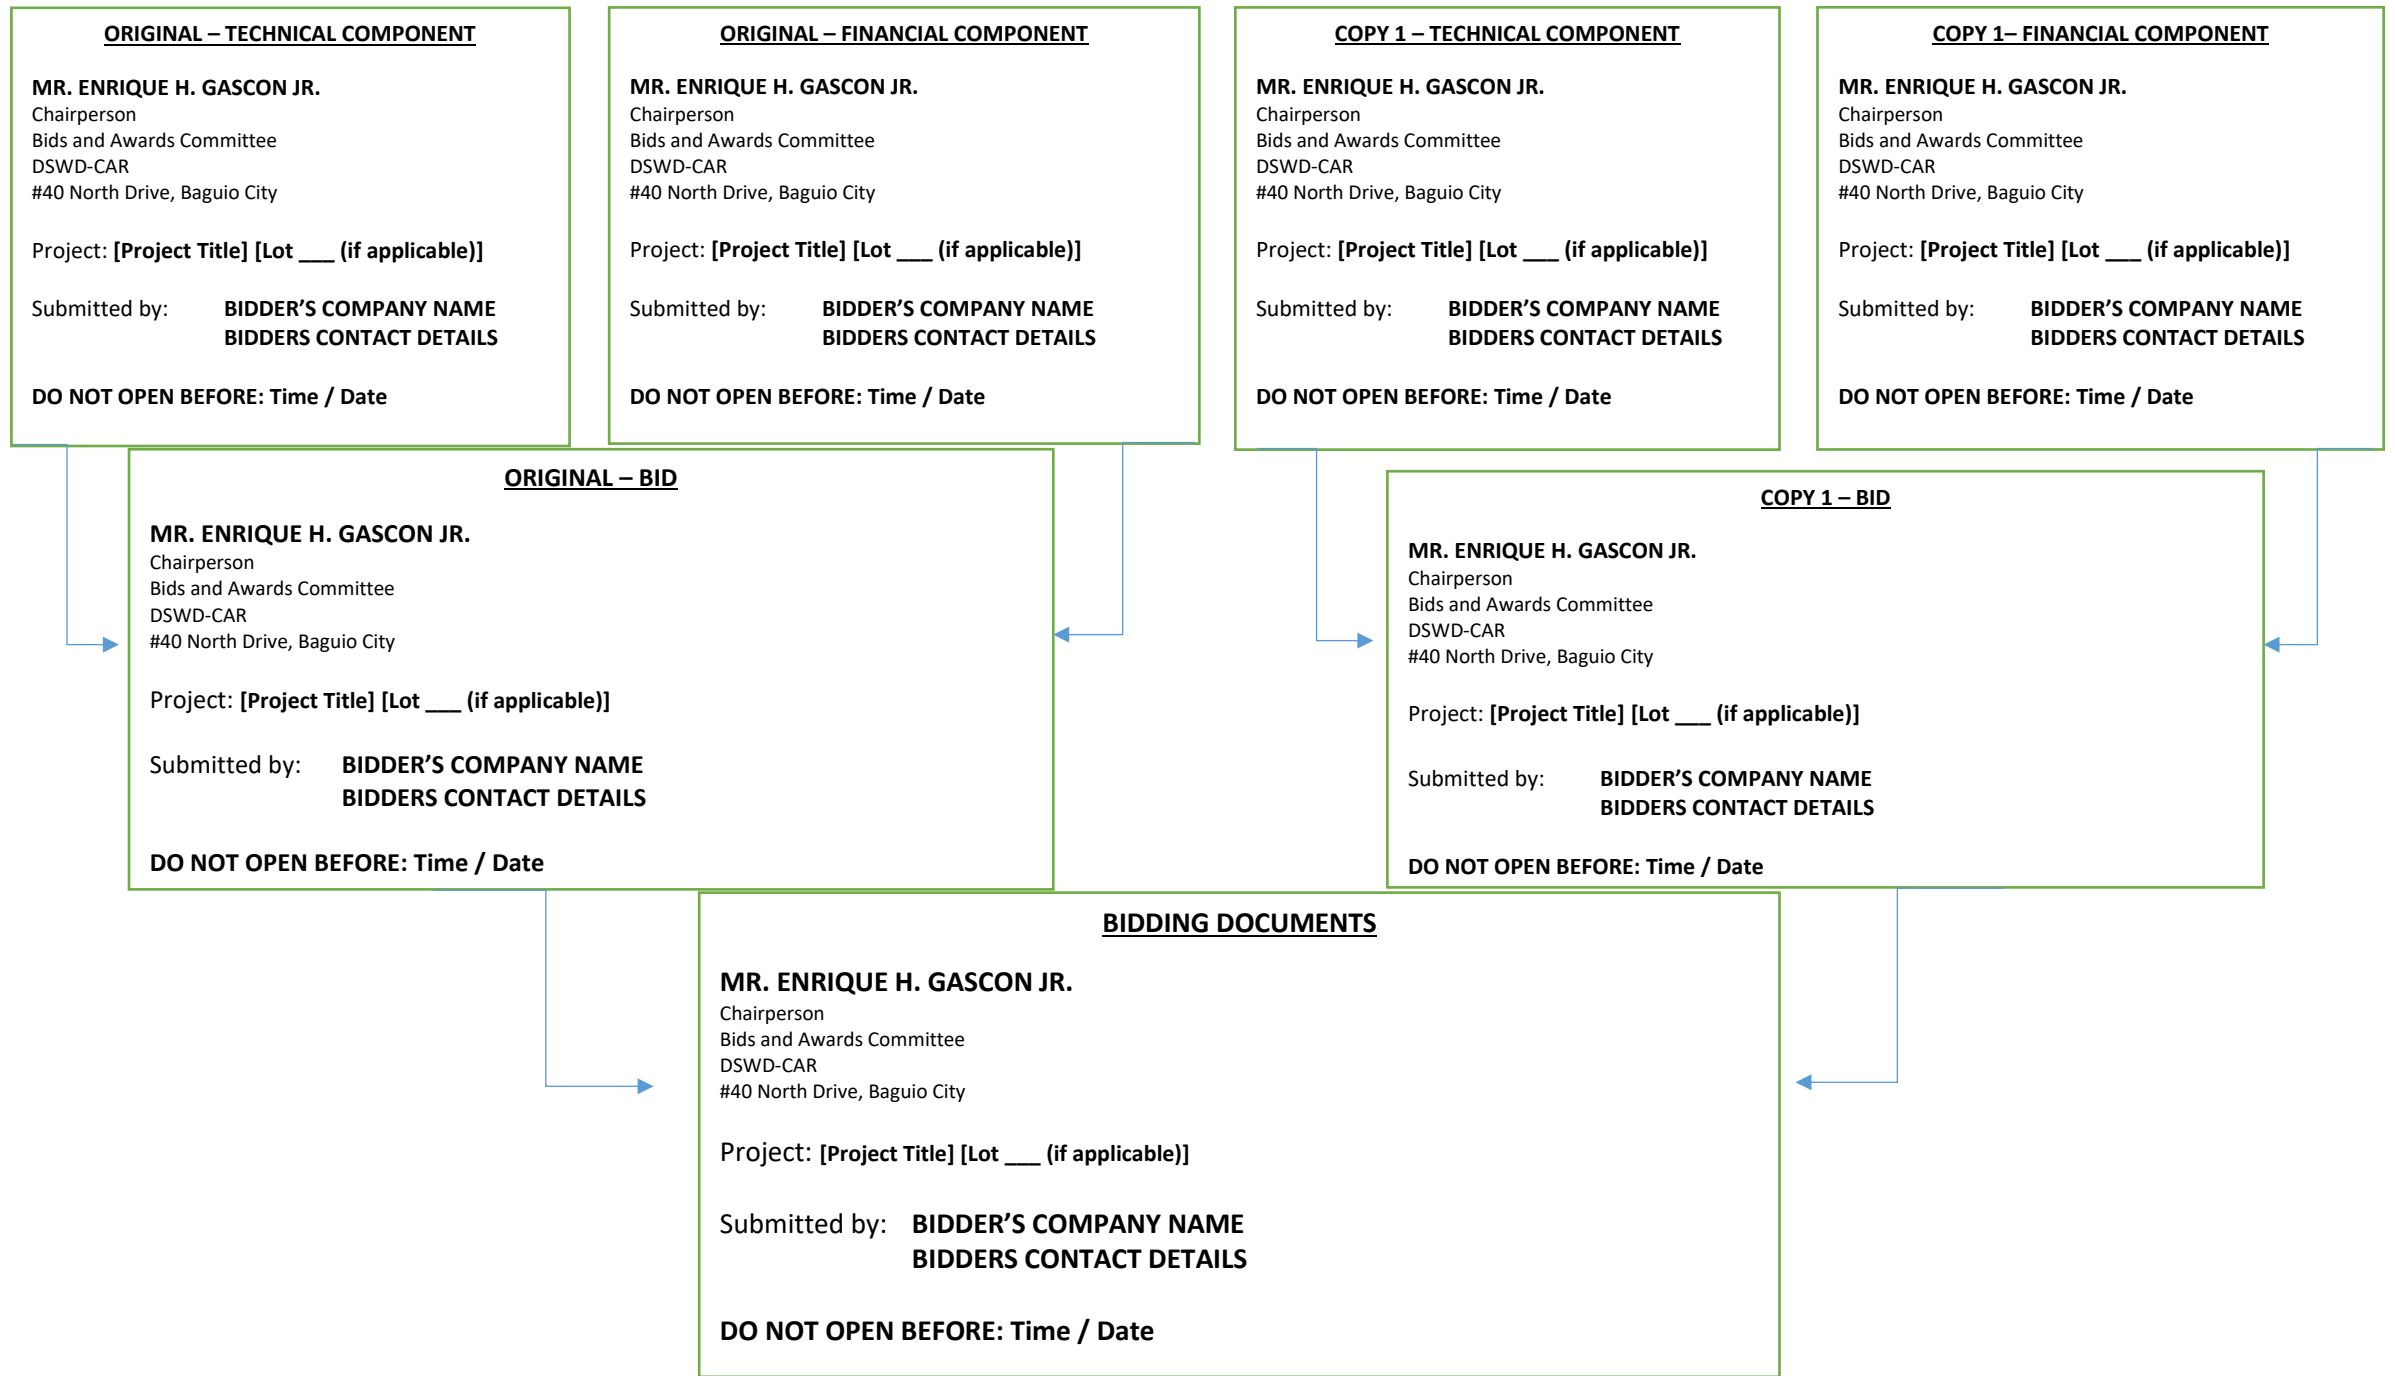 ORIGINAL – TECHNICAL COMPONENT
MR. ENRIQUE H. GASCON JR.
Chairperson
Bids and Awards Committee
DSWD-CAR
#40 North Drive, Baguio City
Project: [Project Title] [Lot ___ (if applicable)]
Submitted by: BIDDER’S COMPANY NAME
BIDDERS CONTACT DETAILS
DO NOT OPEN BEFORE: Time / Date
ORIGINAL – FINANCIAL COMPONENT
MR. ENRIQUE H. GASCON JR.
Chairperson
Bids and Awards Committee
DSWD-CAR
#40 North Drive, Baguio City
Project: [Project Title] [Lot ___ (if applicable)]
Submitted by: BIDDER’S COMPANY NAME
BIDDERS CONTACT DETAILS
DO NOT OPEN BEFORE: Time / Date
COPY 1 – TECHNICAL COMPONENT
MR. ENRIQUE H. GASCON JR.
Chairperson
Bids and Awards Committee
DSWD-CAR
#40 North Drive, Baguio City
Project: [Project Title] [Lot ___ (if applicable)]
Submitted by: BIDDER’S COMPANY NAME
BIDDERS CONTACT DETAILS
DO NOT OPEN BEFORE: Time / Date
COPY 1– FINANCIAL COMPONENT
MR. ENRIQUE H. GASCON JR.
Chairperson
Bids and Awards Committee
DSWD-CAR
#40 North Drive, Baguio City
Project: [Project Title] [Lot ___ (if applicable)]
Submitted by: BIDDER’S COMPANY NAME
BIDDERS CONTACT DETAILS
DO NOT OPEN BEFORE: Time / Date
ORIGINAL – BID
MR. ENRIQUE H. GASCON JR.
Chairperson
Bids and Awards Committee
DSWD-CAR
#40 North Drive, Baguio City
Project: [Project Title] [Lot ___ (if applicable)]
Submitted by: BIDDER’S COMPANY NAME
BIDDERS CONTACT DETAILS
DO NOT OPEN BEFORE: Time / Date
COPY 1 – BID
MR. ENRIQUE H. GASCON JR.
Chairperson
Bids and Awards Committee
DSWD-CAR
#40 North Drive, Baguio City
Project: [Project Title] [Lot ___ (if applicable)]
Submitted by: BIDDER’S COMPANY NAME
BIDDERS CONTACT DETAILS
DO NOT OPEN BEFORE: Time / Date
BIDDING DOCUMENTS
MR. ENRIQUE H. GASCON JR.
Chairperson
Bids and Awards Committee
DSWD-CAR
#40 North Drive, Baguio City
Project: [Project Title] [Lot ___ (if applicable)]
Submitted by: BIDDER’S COMPANY NAME
BIDDERS CONTACT DETAILS
DO NOT OPEN BEFORE: Time / Date